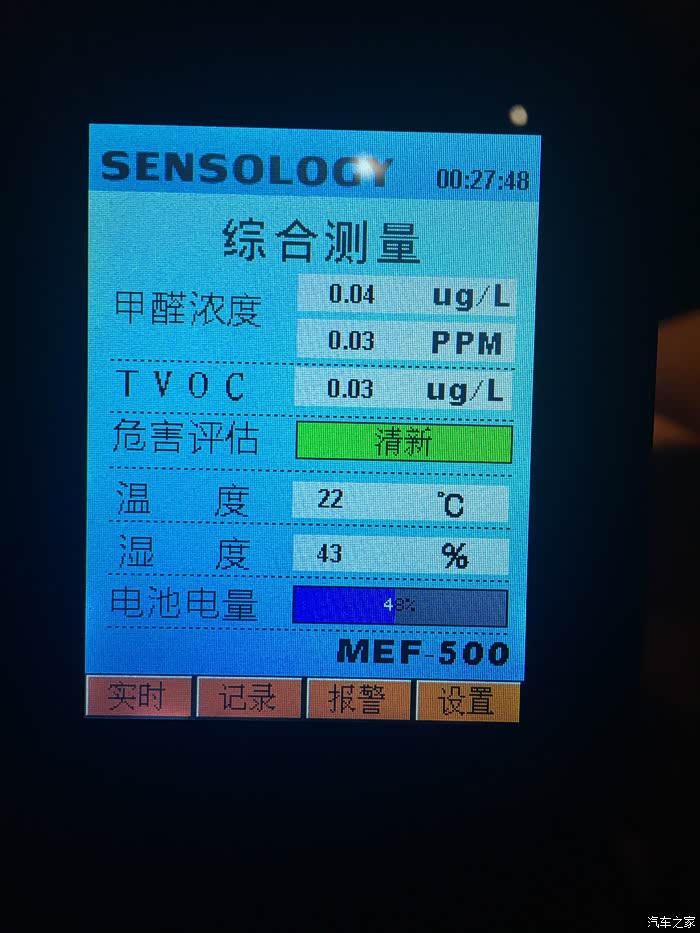 SENSOLOGY 00:27:48
综合测量
甲醛浓度 0.04 ug/L
0.03 PPM
TVOC 0.03 ug/L
危害评估 清新
温度 22 ℃
湿度 43 %
电池电量 48%
MEF-500
实时 记录 报警 设置
汽车之家